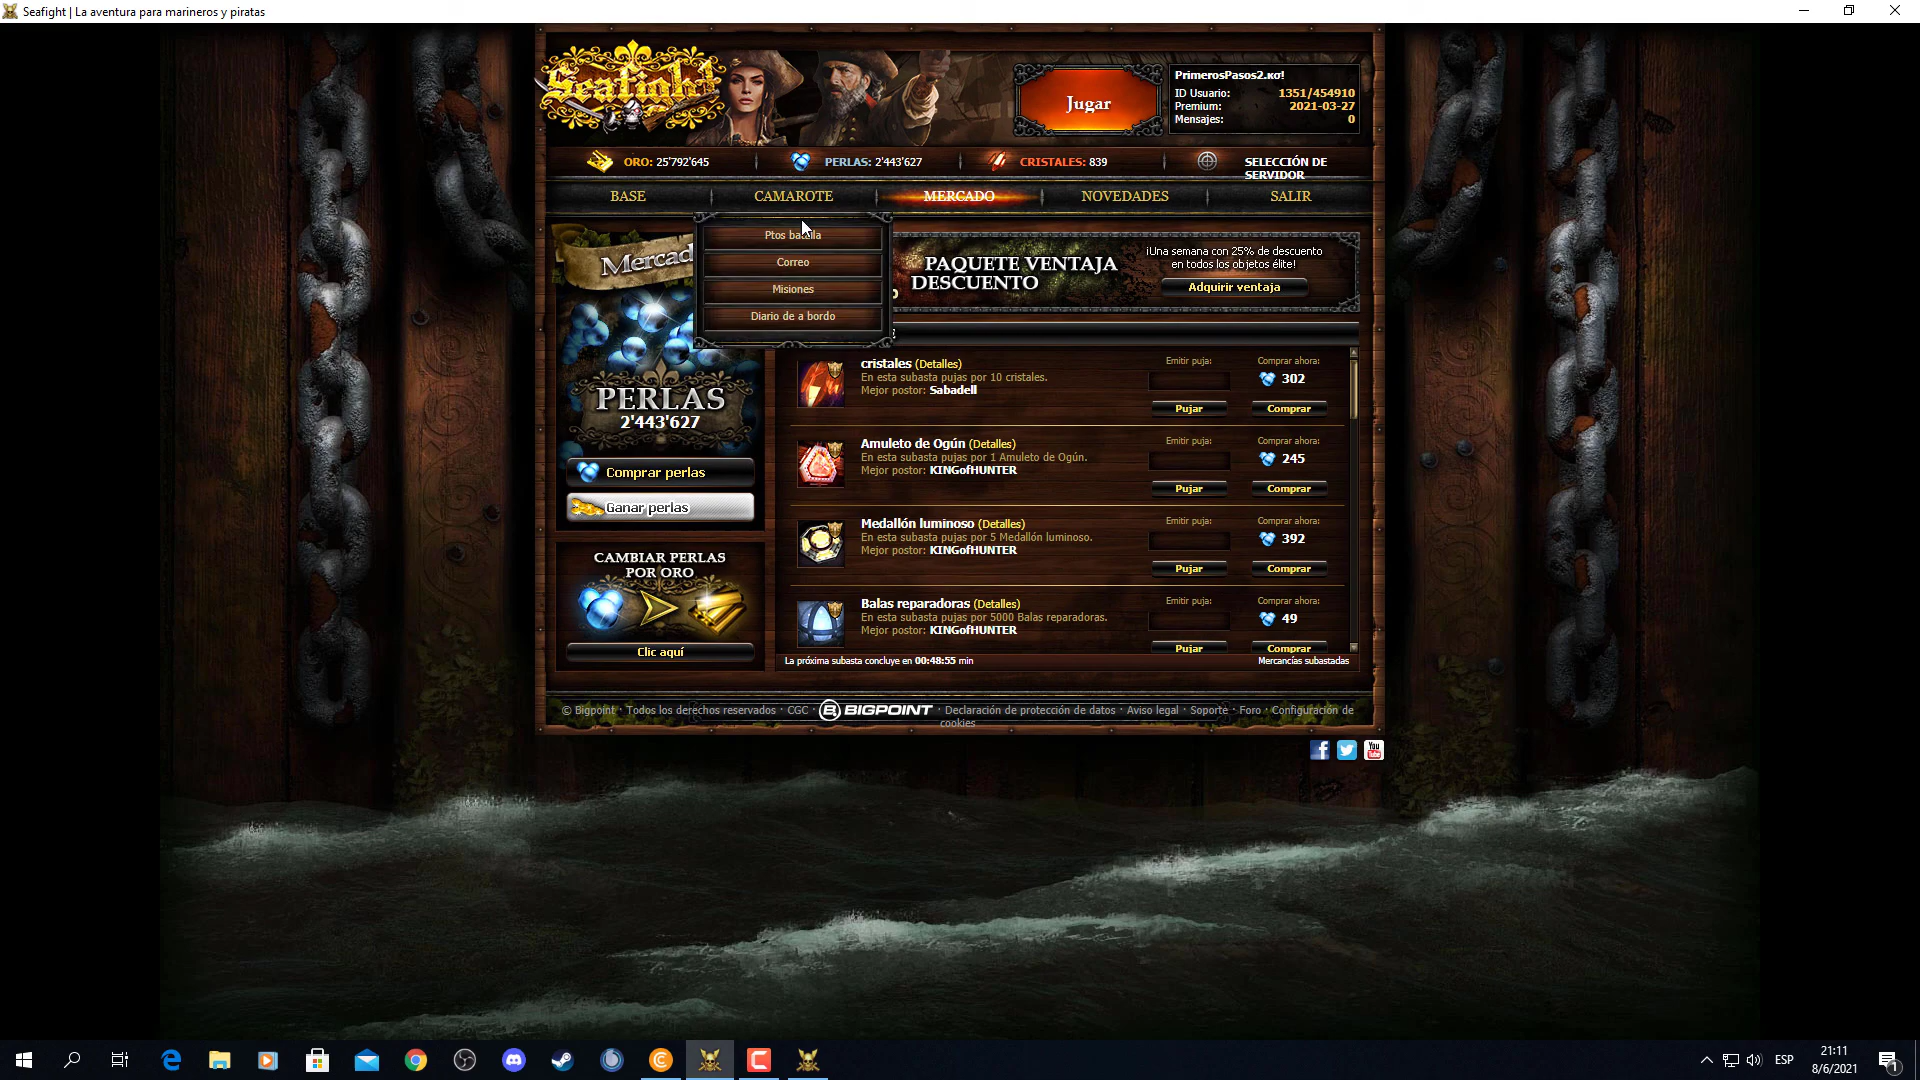 Seafight | La aventura para marineros y piratas
Seafight
Jugar
PrimerosPasos2.ĸσ!
ID Usuario: 1351/454910
Premium: 2021-03-27
Mensajes: 0
ORO: 25'792'645
PERLAS: 2'443'627
CRISTALES: 839
SELECCIÓN DE SERVIDOR
BASE
CAMAROTE
MERCADO
NOVEDADES
SALIR
Ptos batalla
Correo
Misiones
Diario de a bordo
Mercad
PERLAS
2'443'627
Comprar perlas
Ganar perlas
CAMBIAR PERLAS
POR ORO
Clic aquí
PAQUETE VENTAJA
DESCUENTO
¡Una semana con 25% de descuento
en todos los objetos élite!
Adquirir ventaja
cristales (Detalles)
En esta subasta pujas por 10 cristales.
Mejor postor: Sabadell
Emitir puja:
Pujar
Comprar ahora:
302
Comprar
Amuleto de Ogún (Detalles)
En esta subasta pujas por 1 Amuleto de Ogún.
Mejor postor: KINGofHUNTER
Emitir puja:
Pujar
Comprar ahora:
245
Comprar
Medallón luminoso (Detalles)
En esta subasta pujas por 5 Medallón luminoso.
Mejor postor: KINGofHUNTER
Emitir puja:
Pujar
Comprar ahora:
392
Comprar
Balas reparadoras (Detalles)
En esta subasta pujas por 5000 Balas reparadoras.
Mejor postor: KINGofHUNTER
Emitir puja:
Pujar
Comprar ahora:
49
Comprar
La próxima subasta concluye en 00:48:55 min
Mercancías subastadas
© Bigpoint · Todos los derechos reservados · CGC · BIGPOINT · Declaración de protección de datos · Aviso legal · Soporte · Foro · Configuración de
cookies
You
Tube
ESP
21:11
8/6/2021
1